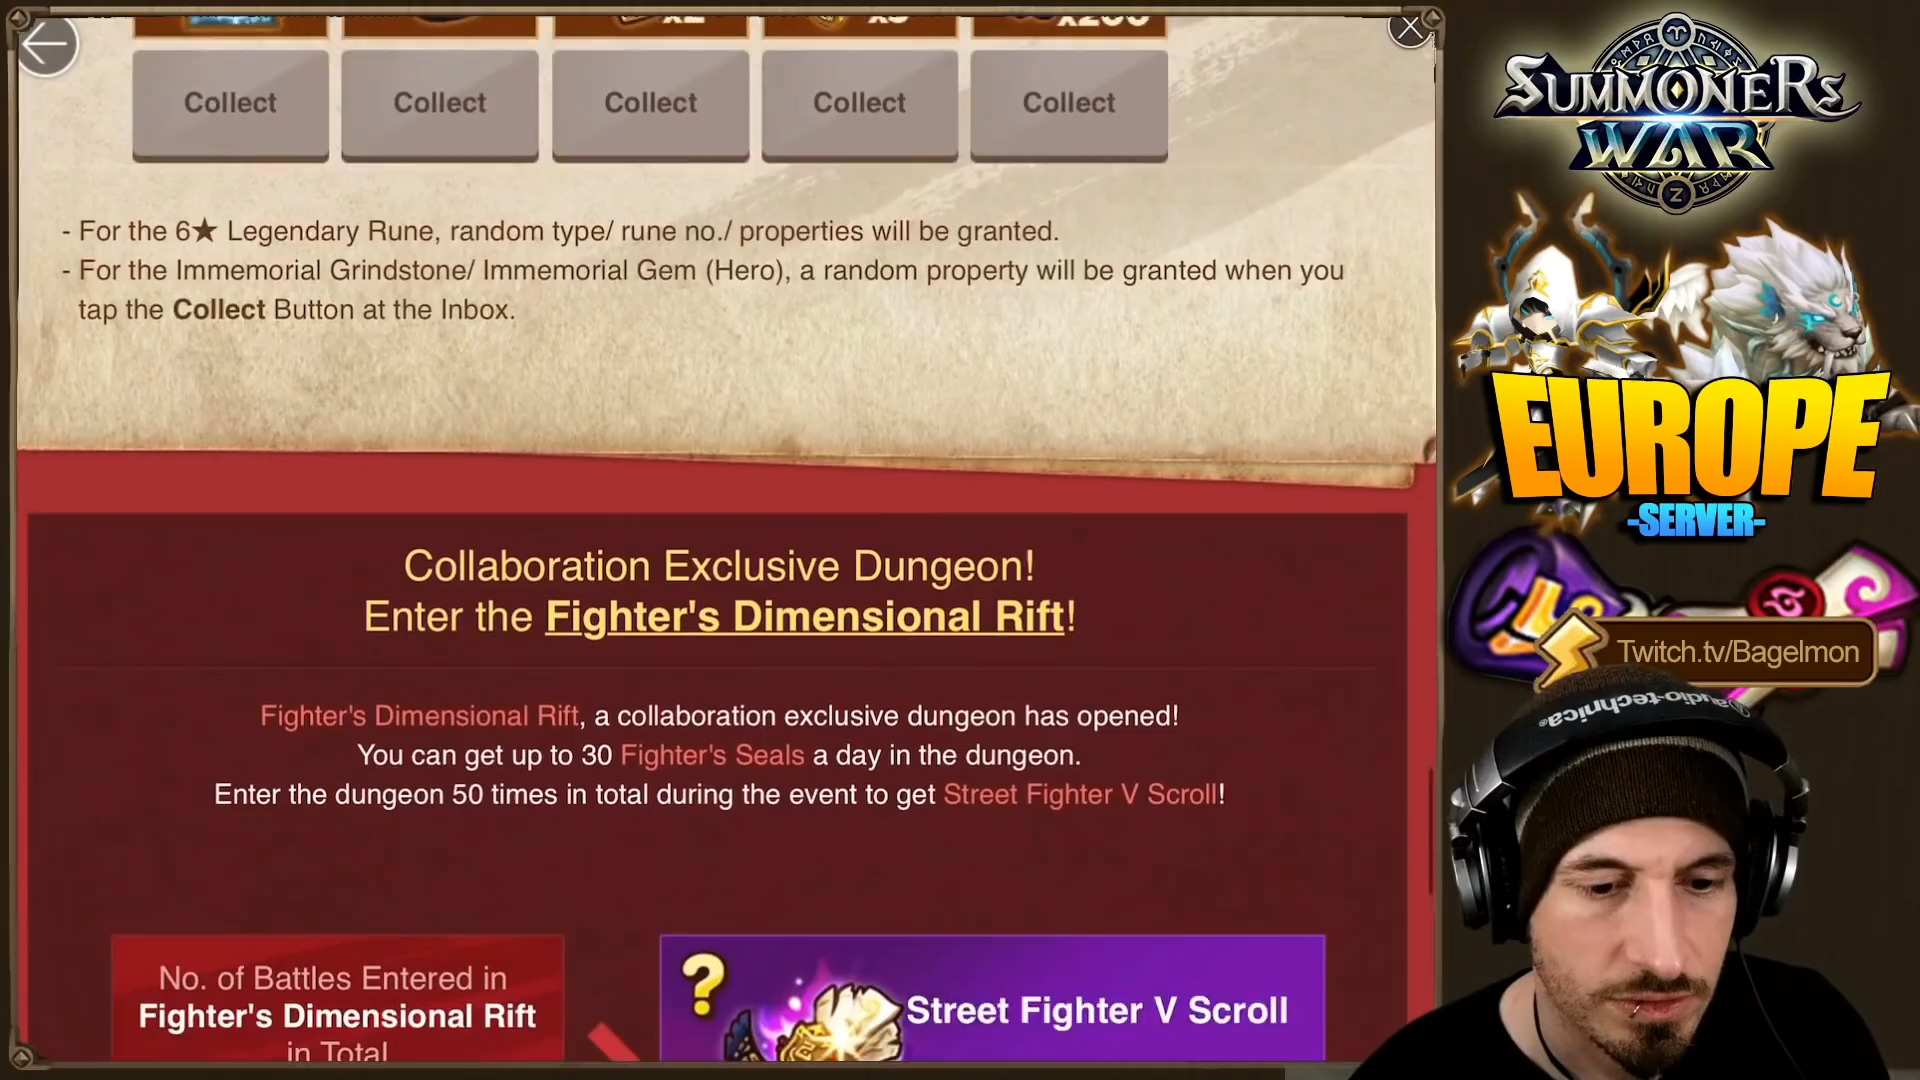 x2
x200
Collect
Collect
Collect
Collect
Collect
- For the 6★ Legendary Rune, random type/ rune no./ properties will be granted.
- For the Immemorial Grindstone/ Immemorial Gem (Hero), a random property will be granted when you
tap the Collect Button at the Inbox.
Collaboration Exclusive Dungeon!
Enter the Fighter's Dimensional Rift!
Fighter's Dimensional Rift, a collaboration exclusive dungeon has opened!
You can get up to 30 Fighter's Seals a day in the dungeon.
Enter the dungeon 50 times in total during the event to get Street Fighter V Scroll!
No. of Battles Entered in
Fighter's Dimensional Rift
in Total
?
Street Fighter V Scroll
SUMMONERS
WAR
EUROPE
-SERVER-
Twitch.tv/Bagelmon
audio-technica